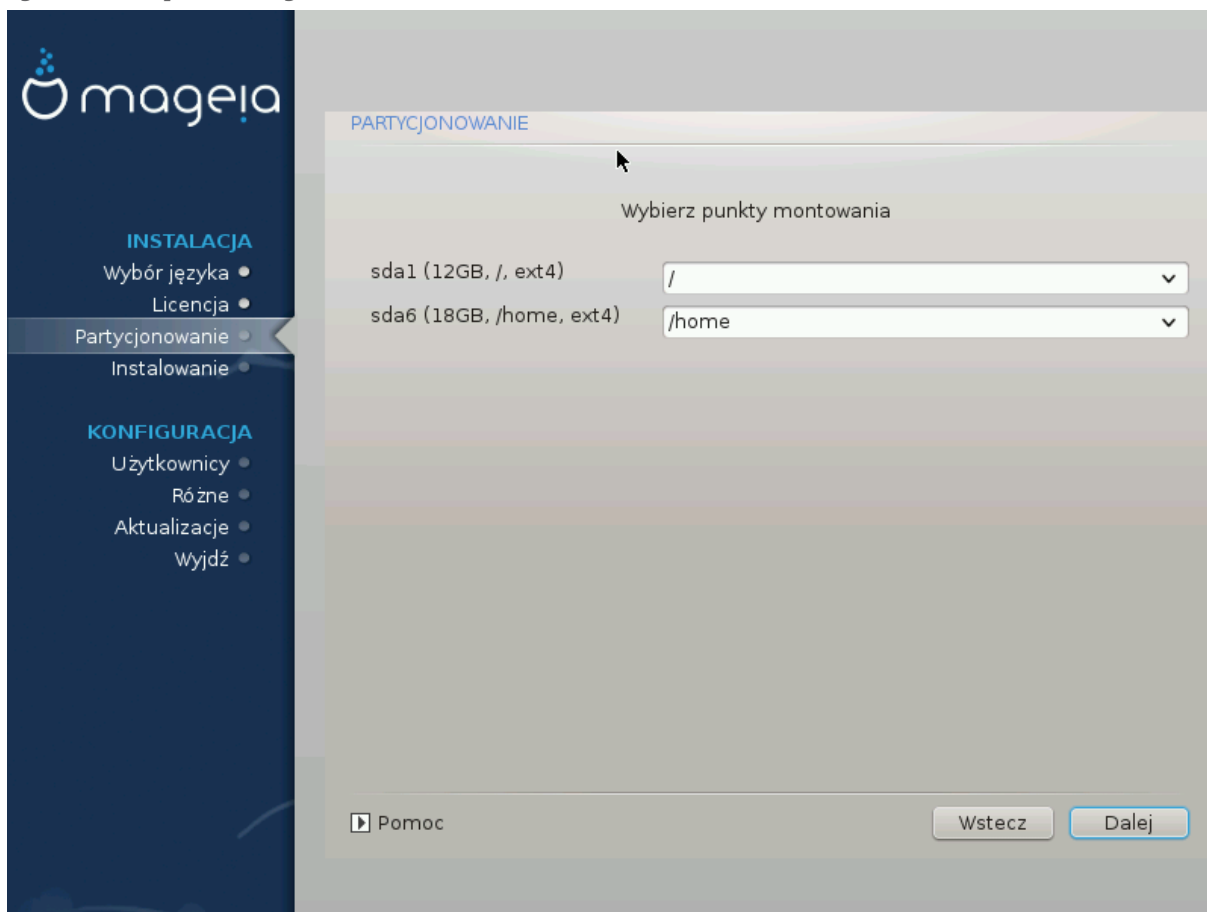 mageia
INSTALACJA
Wybór języka
Licencja
Partycjonowanie
Instalowanie
KONFIGURACJA
Użytkownicy
Różne
Aktualizacje
Wyjdź
PARTYCJONOWANIE
Wybierz punkty montowania
sda1 (12GB, /, ext4) /
sda6 (18GB, /home, ext4) /home
Pomoc Wstecz Dalej